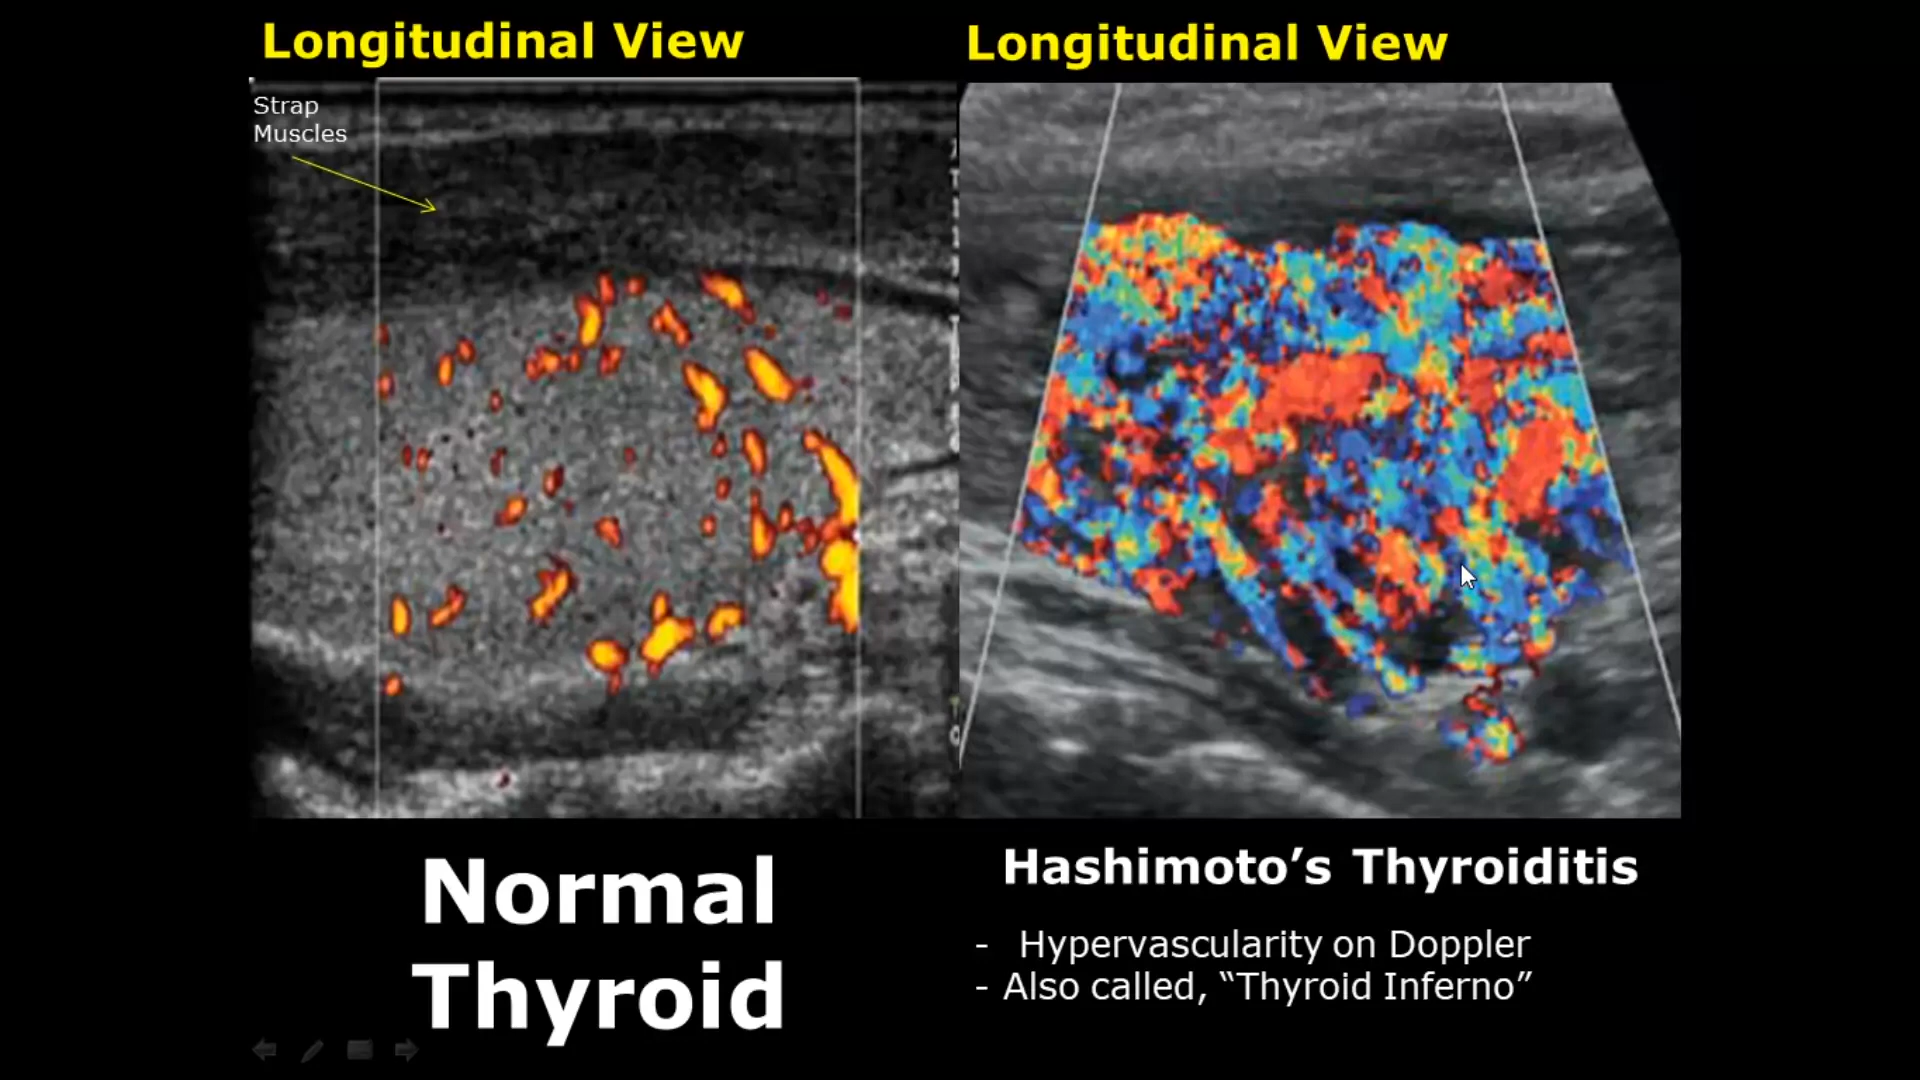 Longitudinal View
Longitudinal View
Strap
Muscles
Normal
Thyroid
Hashimoto’s Thyroiditis
- Hypervascularity on Doppler
- Also called, “Thyroid Inferno”